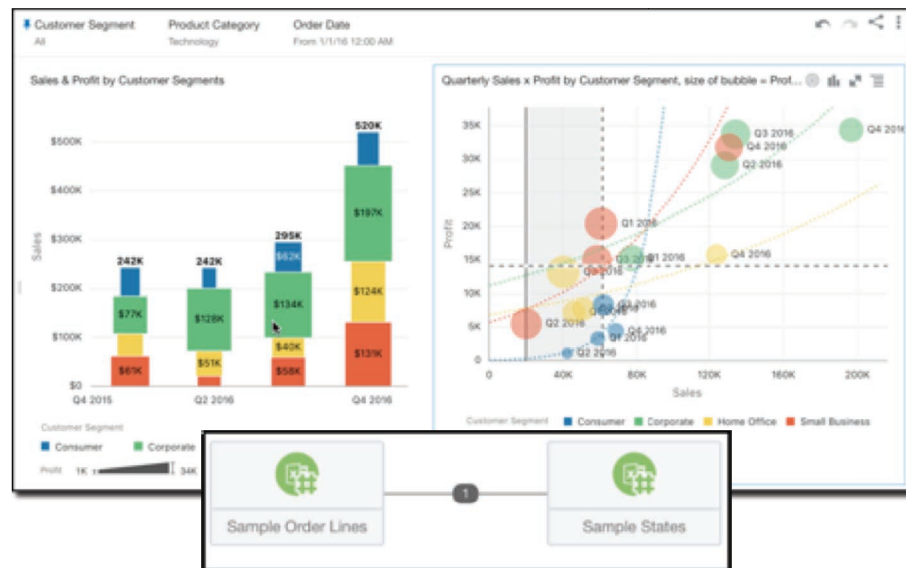 Customer Segment
All
Product Category
Technology
Order Date
From 1/1/16 12:00 AM
Sales & Profit by Customer Segments
$500K
$400K
$300K
$200K
$100K
$0
Sales
242K
$77K
$61K
242K
$128K
$51K
295K
$62K
$134K
$40K
$58K
520K
$197K
$124K
$131K
Q4 2015
Q2 2016
Q4 2016
Customer Segment
Consumer
Corporate
Profit
1K
34K
Quarterly Sales x Profit by Customer Segment, size of bubble = Prof...
35K
30K
25K
20K
15K
10K
5K
0
Profit
Q3 2016
Q4 2016
Q4 2016
Q2 2016
Q1 2016
Q4 2016
Q1 2016
Q2 2016
Q3 2016
Q4 2016
Q1 2016
Q2 2016
0
40K
80K
120K
160K
200K
Sales
Customer Segment
Consumer
Corporate
Home Office
Small Business
1
Sample Order Lines
Sample States